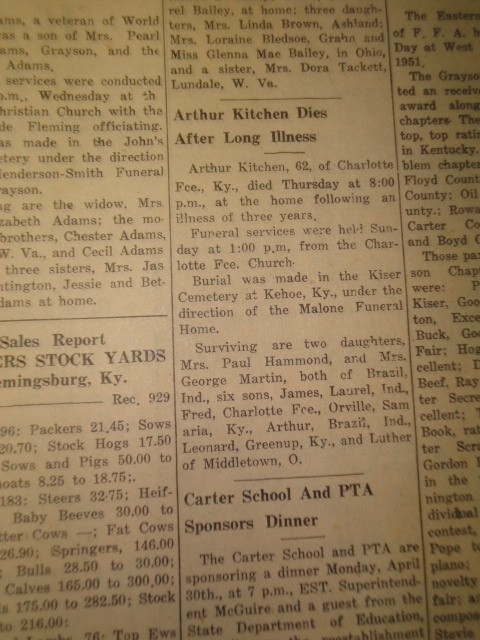 ams, a veteran of World
as a son of Mrs. Pearl
ams, Grayson, and the
Adams.
services were conducted
p.m., Wednesday at th
hristian Church with the
de Fleming officiating.
as made in the John's
etery under the direction
Henderson-Smith Funeral
rayson.
ng are the widow, Mrs.
zabeth Adams; the mo-
brothers, Chester Adams,
W. Va., and Cecil Adams
three sisters, Mrs. Jas
ntington, Jessie and Bet-
dams at home.
Sales Report
ERS STOCK YARDS
emingsburg, Ky.
Rec. 929
96: Packers 21.45; Sows
20.70; Stock Hogs 17.50
Sows and Pigs 50.00 to
oats 8.25 to 18.75;.
183: Steers 32.75; Heif-
Baby Beeves 30.00 to
tter Cows —; Fat Cows
26.90; Springers, 146.00
Bulls 28.50 to 30.00;
Calves 165.00 to 300.00;
is 175.00 to 282.50; Stock
to 216.00:
76: Top Ews
rel Bailey, at home; three daugh-
ters, Mrs. Linda Brown, Ashland;
Mrs. Loraine Bledsoe, Grahn and
Miss Glenna Mae Bailey, in Ohio,
and a sister, Mrs. Dora Tackett,
Lundale, W. Va.
Arthur Kitchen Dies
After Long Illness
Arthur Kitchen, 62, of Charlotte
Fce., Ky., died Thursday at 8:00
p.m., at the home following an
illness of three years.
Funeral services were held Sun-
day at 1:00 p.m, from the Char-
lotte Fce. Church.
Burial was made in the Kiser
Cemetery at Kehoe, Ky., under the
direction of the Malone Funeral
Home.
Surviving are two daughters,
Mrs. Paul Hammond, and Mrs.
George Martin, both of Brazil,
Ind., six sons, James, Laurel, Ind.,
Fred, Charlotte Fce., Orville, Sam
aria, Ky., Arthur, Brazil, Ind.,
Leonard, Greenup, Ky., and Luther
of Middletown, O.
Carter School And PTA
Sponsors Dinner
The Carter School and PTA are
sponsoring a dinner Monday, April
30th., at 7 p.m., EST. Superintend-
ent McGuire and a guest from the
State Department of Education,
The Eastern
of F. F. A. h
Day at West
1951.
The Grayso
ted an receive
award along
chapters. The
top, top ratin
in Kentucky.
blem chapter
Floyd Count
County; Oil
unty.; Rowa
Carter Co
and Boyd C
Those pa
son Chap
were: P
Kiser, Goo
ton, Exce
Buck, Goo
Fair; Hog
cellent; D
Beef, Ray
ter Secre
cellent; T
Book, rat
ter Scra
Gordon
in the
nington
dividual
contest,
Pope to
piano;
novelty
fair; a
compos
Stacie